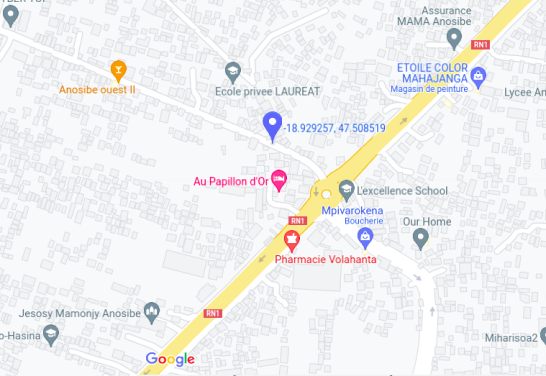 Assurance
MAMA Anosibe
RN1
ETOILE COLOR
MAHAJANGA
Magasin de peinture
Anosibe ouest II
Ecole privee LAUREAT
Lycee An
-18.929257, 47.508519
Au Papillon d'Or
L'excellence School
Mpivarokena
Boucherie
RN1
Our Home
Pharmacie Volahanta
Jesosy Mamonjy Anosibe
RN1
o-Hasina
Miharisoa2
Google